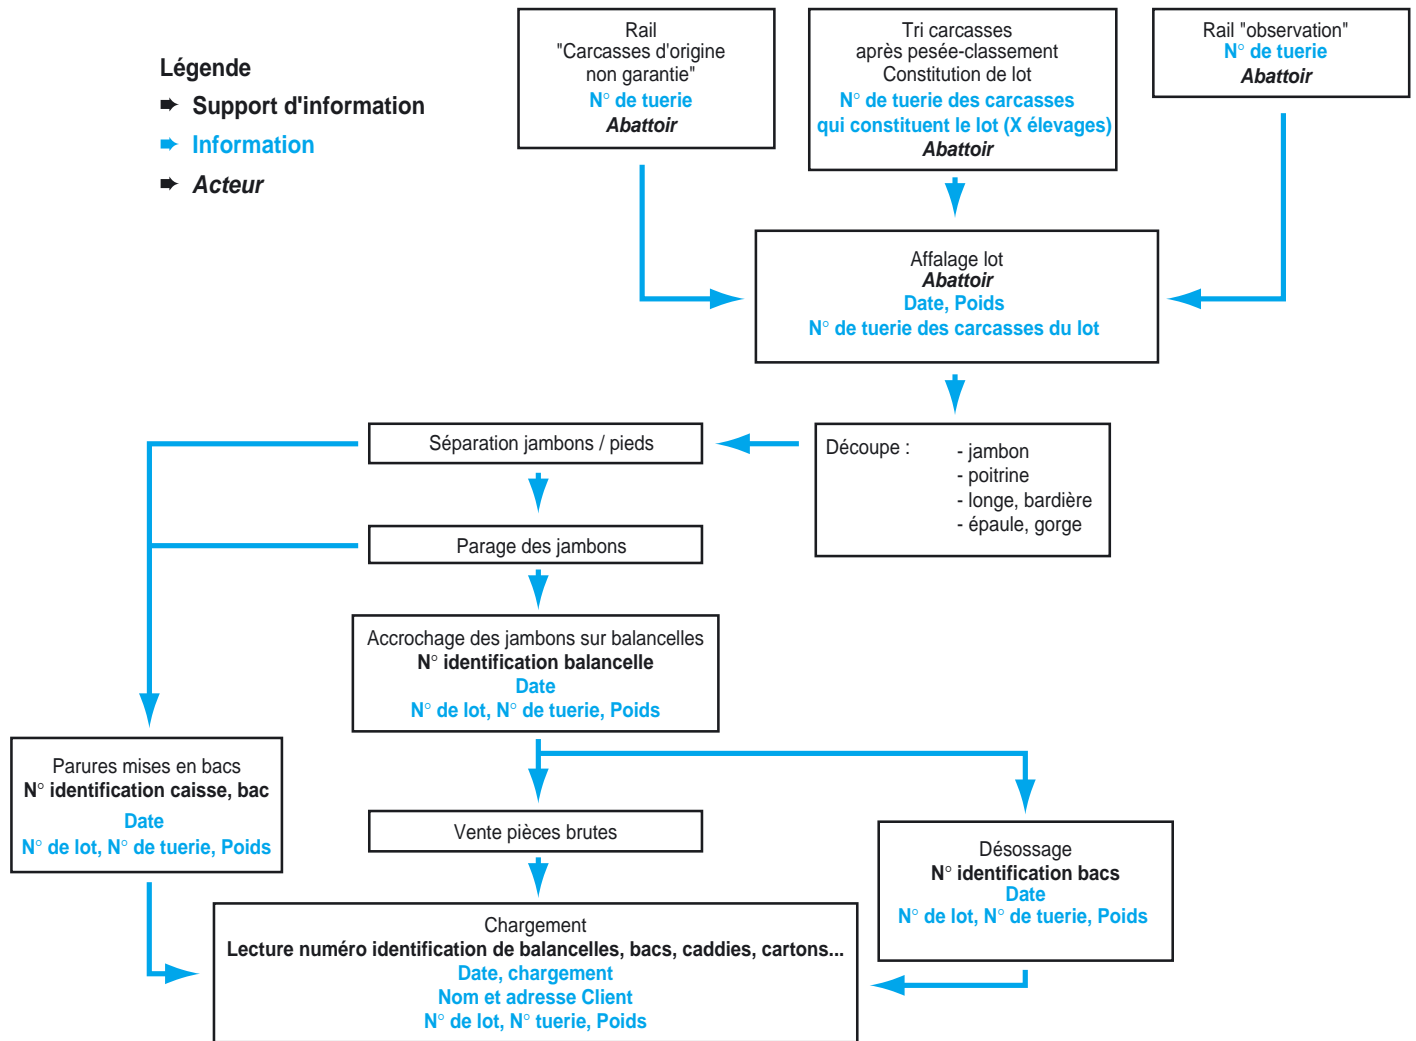 Légende
Support d'information
Information
Acteur
Rail
"Carcasses d'origine
non garantie"
N° de tuerie
Abattoir
Tri carcasses
après pesée-classement
Constitution de lot
N° de tuerie des carcasses
qui constituent le lot (X élevages)
Abattoir
Rail "observation"
N° de tuerie
Abattoir
Affalage lot
Abattoir
Date, Poids
N° de tuerie des carcasses du lot
Séparation jambons / pieds
Découpe :
- jambon
- poitrine
- longe, bardière
- épaule, gorge
Parage des jambons
Accrochage des jambons sur balancelles
N° identification balancelle
Date
N° de lot, N° de tuerie, Poids
Parures mises en bacs
N° identification caisse, bac
Date
N° de lot, N° de tuerie, Poids
Vente pièces brutes
Désossage
N° identification bacs
Date
N° de lot, N° de tuerie, Poids
Chargement
Lecture numéro identification de balancelles, bacs, caddies, cartons...
Date, chargement
Nom et adresse Client
N° de lot, N° tuerie, Poids